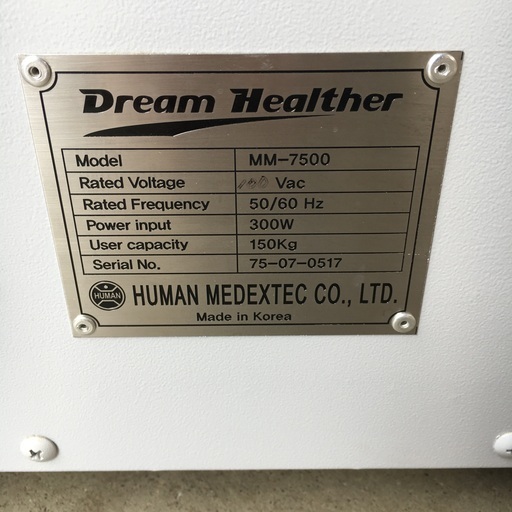 Dream Healther
Model MM-7500
Rated Voltage Vac
Rated Frequency 50/60 Hz
Power input 300W
User capacity 150Kg
Serial No. 75-07-0517
HUMAN HUMAN MEDEXTEC CO., LTD.
Made in Korea